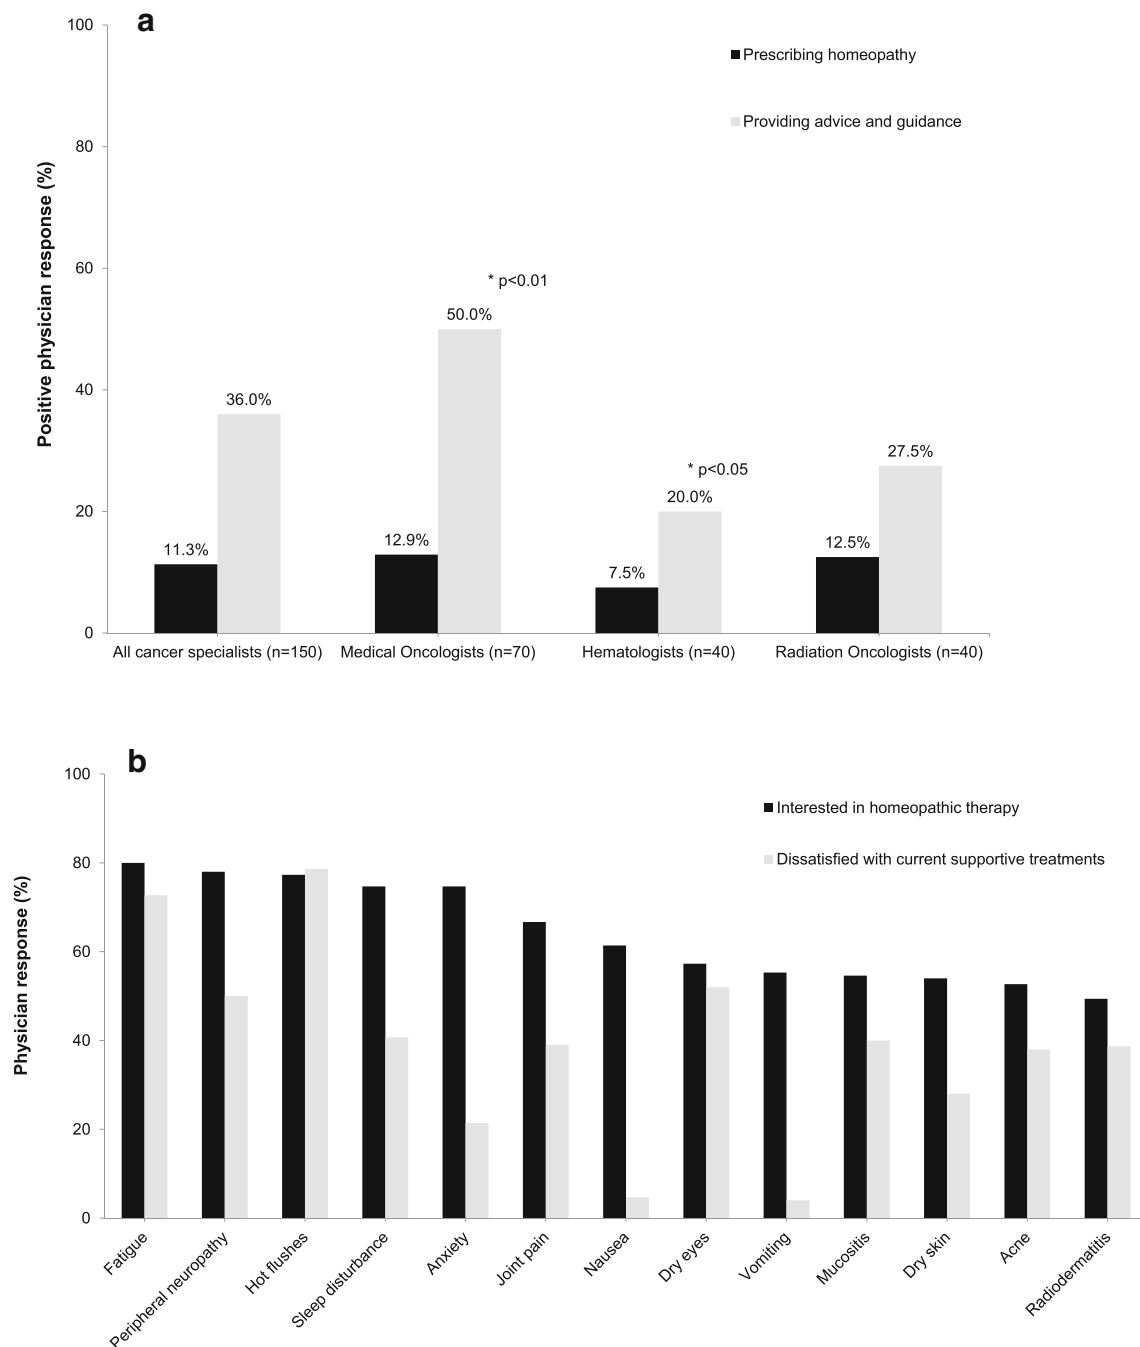 a
100
80
60
40
20
0
Positive physician response (%)
Prescribing homeopathy
Providing advice and guidance
* p<0.01
50.0%
36.0%
* p<0.05
27.5%
20.0%
11.3%
12.9%
7.5%
12.5%
All cancer specialists (n=150)
Medical Oncologists (n=70)
Hematologists (n=40)
Radiation Oncologists (n=40)
b
100
80
60
40
20
0
Physician response (%)
Interested in homeopathic therapy
Dissatisfied with current supportive treatments
Fatigue
Peripheral neuropathy
Hot flushes
Sleep disturbance
Anxiety
Joint pain
Nausea
Dry eyes
Vomiting
Mucositis
Dry skin
Acne
Radiodermatitis